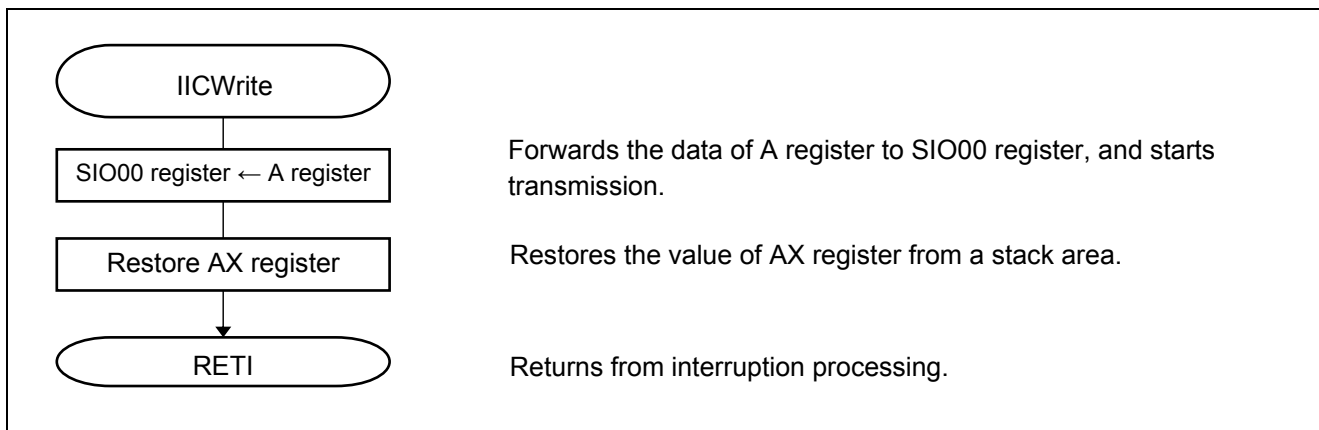 IICWrite
SIO00 register ← A register
Forwards the data of A register to SIO00 register, and starts
transmission.
Restore AX register
Restores the value of AX register from a stack area.
RETI
Returns from interruption processing.